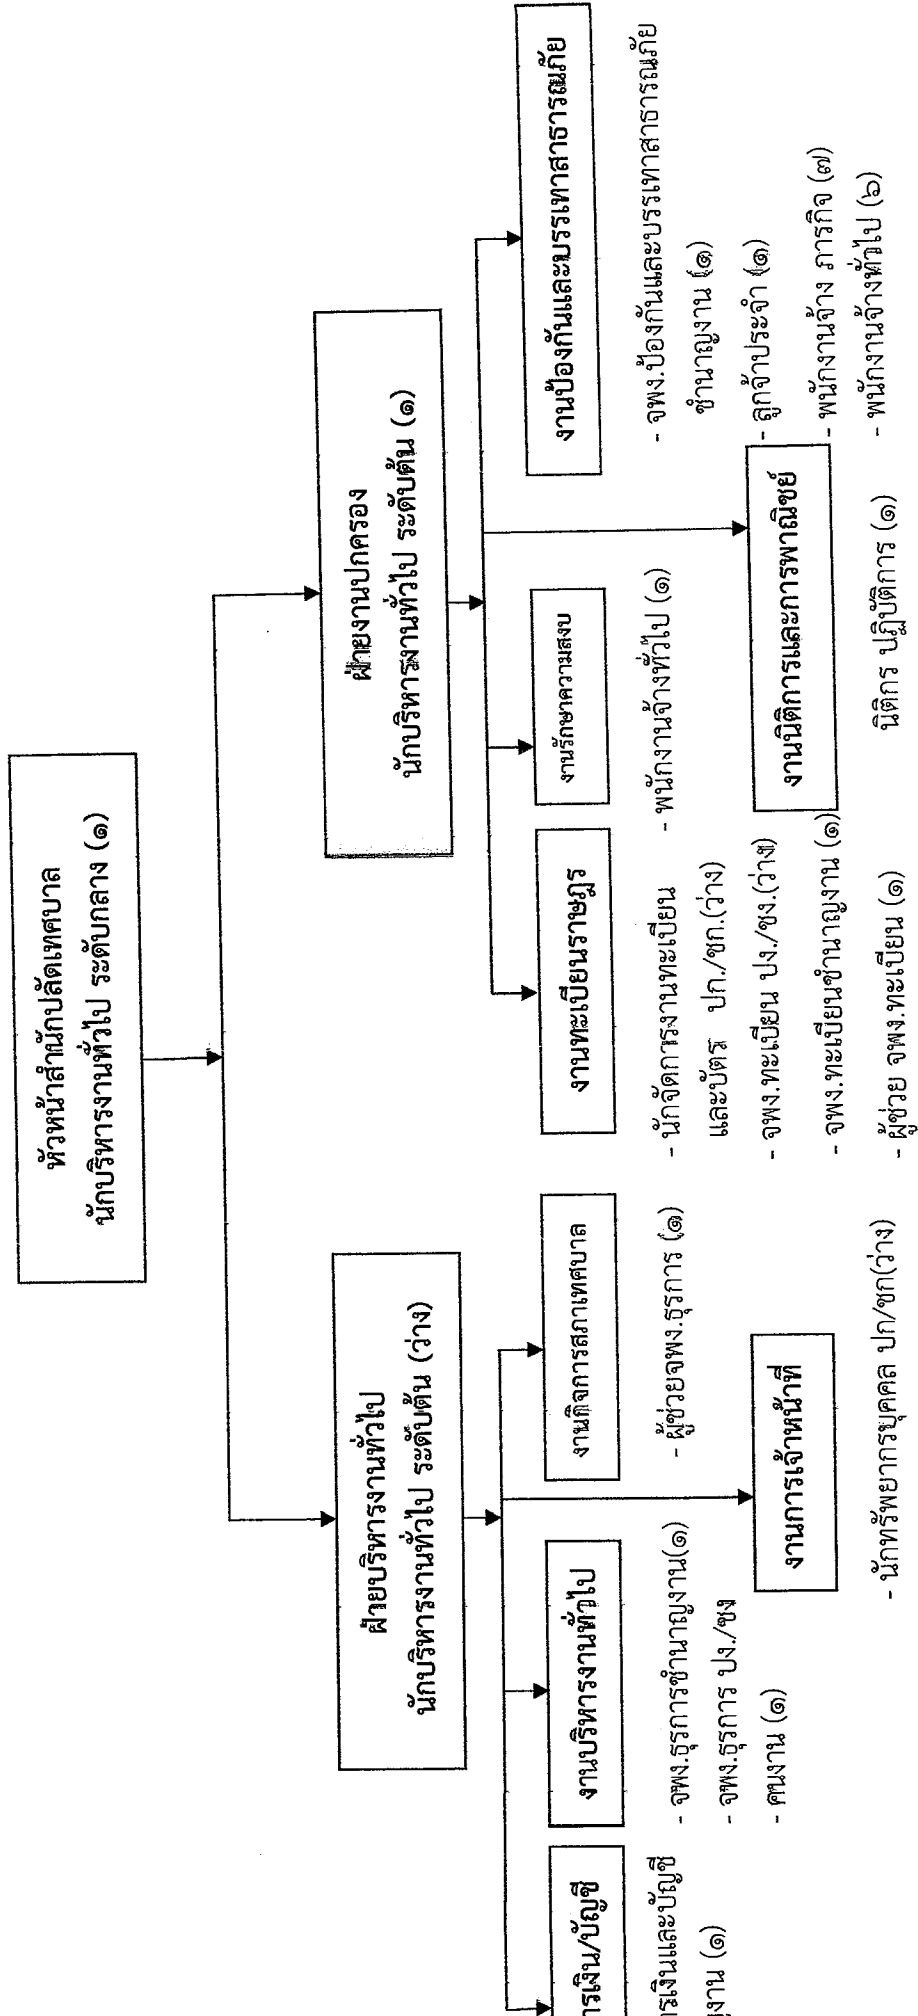 หัวหน้าสำนักปลัดเทศบาล
นักบริหารงานทั่วไป ระดับกลาง (๑)
ฝ่ายบริหารงานทั่วไป
นักบริหารงานทั่วไป ระดับต้น (ว่าง)
ฝ่ายงานปกครอง
นักบริหารงานทั่วไป ระดับต้น (๑)
การเงิน/บัญชี
การเงินและบัญชี
งาน (๑)
งานบริหารงานทั่วไป
- จพง.ธุรการชำนาญงาน(๑)
- จพง.ธุรการ ปง./ชง
- คนงาน (๑)
งานกิจการสภาเทศบาล
- ผู้ช่วยจพง.ธุรการ (๑)
งานการเจ้าหน้าที่
- นักทรัพยากรบุคคล ปก/ชก(ว่าง)
งานทะเบียนราษฎร
- นักจัดการงานทะเบียน
และบัตร ปก./ชก.(ว่าง)
- จพง.ทะเบียน ปง./ชง.(ว่าง)
- จพง.ทะเบียนชำนาญงาน (๑)
- ผู้ช่วย จพง.ทะเบียน (๑)
งานรักษาความสงบ
- พนักงานจ้างทั่วไป (๑)
งานนิติการและการพาณิชย์
นิติกร ปฏิบัติการ (๑)
งานป้องกันและบรรเทาสาธารณภัย
- จพง.ป้องกันและบรรเทาสาธารณภัย
ชำนาญงาน (๑)
- ลูกจ้าประจำ (๑)
- พนักงานจ้าง ภารกิจ (๗)
- พนักงานจ้างทั่วไป (๖)